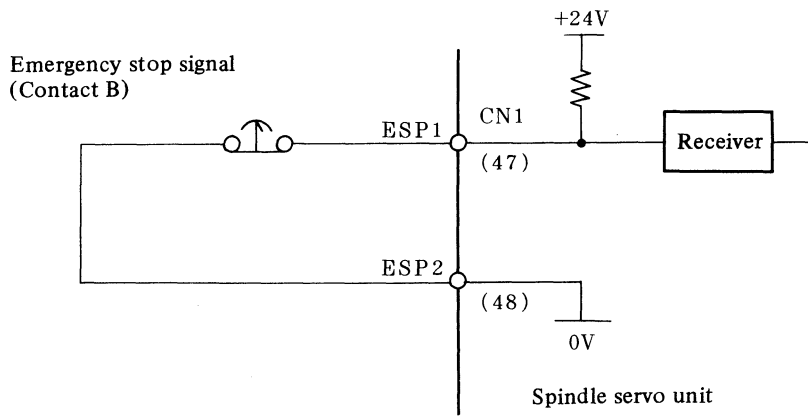 +24V
Emergency stop signal
(Contact B)
ESP1
CN1
(47)
Receiver
ESP2
(48)
0V
Spindle servo unit